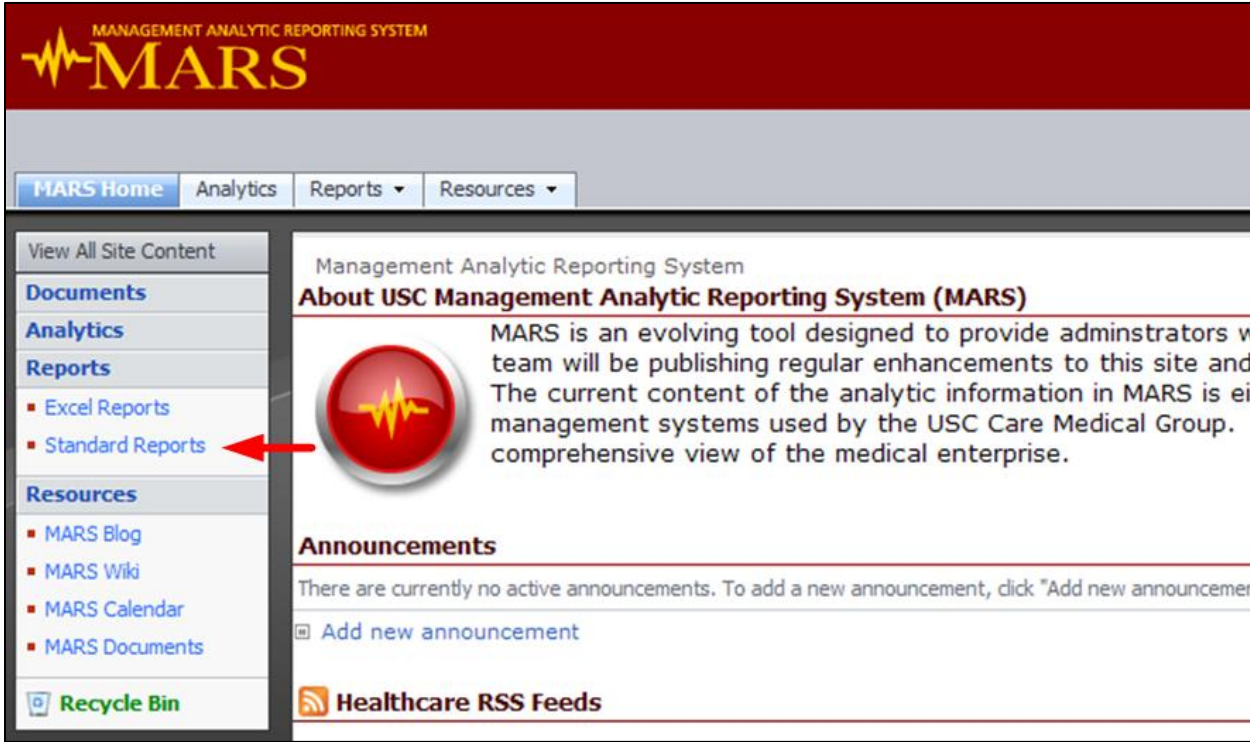 MANAGEMENT ANALYTIC REPORTING SYSTEM
MARS
MARS Home Analytics Reports Resources
View All Site Content
Documents
Analytics
Reports
Excel Reports
Standard Reports
Resources
MARS Blog
MARS Wiki
MARS Calendar
MARS Documents
Recycle Bin
Management Analytic Reporting System
About USC Management Analytic Reporting System (MARS)
MARS is an evolving tool designed to provide adminstrators
team will be publishing regular enhancements to this site and
The current content of the analytic information in MARS is
management systems used by the USC Care Medical Group.
comprehensive view of the medical enterprise.
Announcements
There are currently no active announcements. To add a new announcement, click "Add new
Add new announcement
Healthcare RSS Feeds